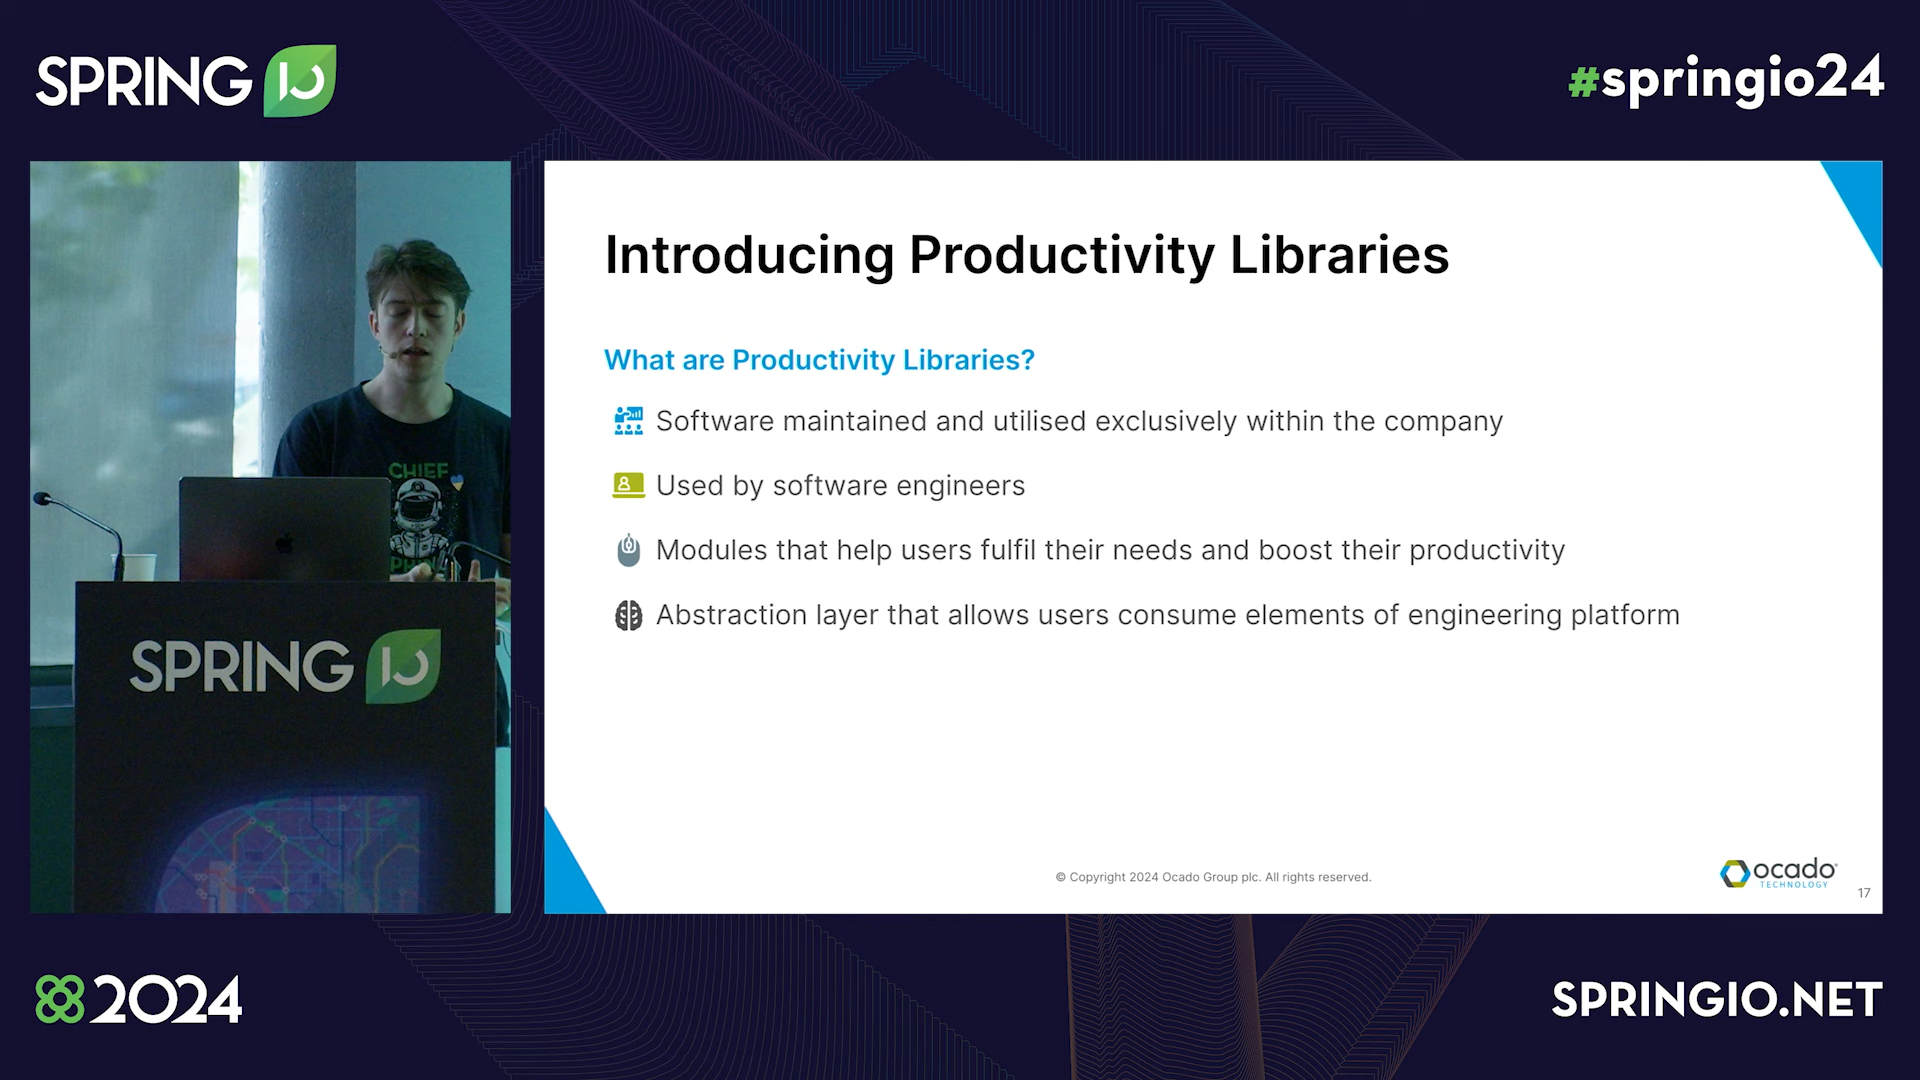 SPRING IO
#springio24
Introducing Productivity Libraries
What are Productivity Libraries?
Software maintained and utilised exclusively within the company
Used by software engineers
Modules that help users fulfil their needs and boost their productivity
Abstraction layer that allows users consume elements of engineering platform
© Copyright 2024 Ocado Group plc. All rights reserved.
ocado
TECHNOLOGY
17
CHIEF
SPRING IO
2024
SPRINGIO.NET